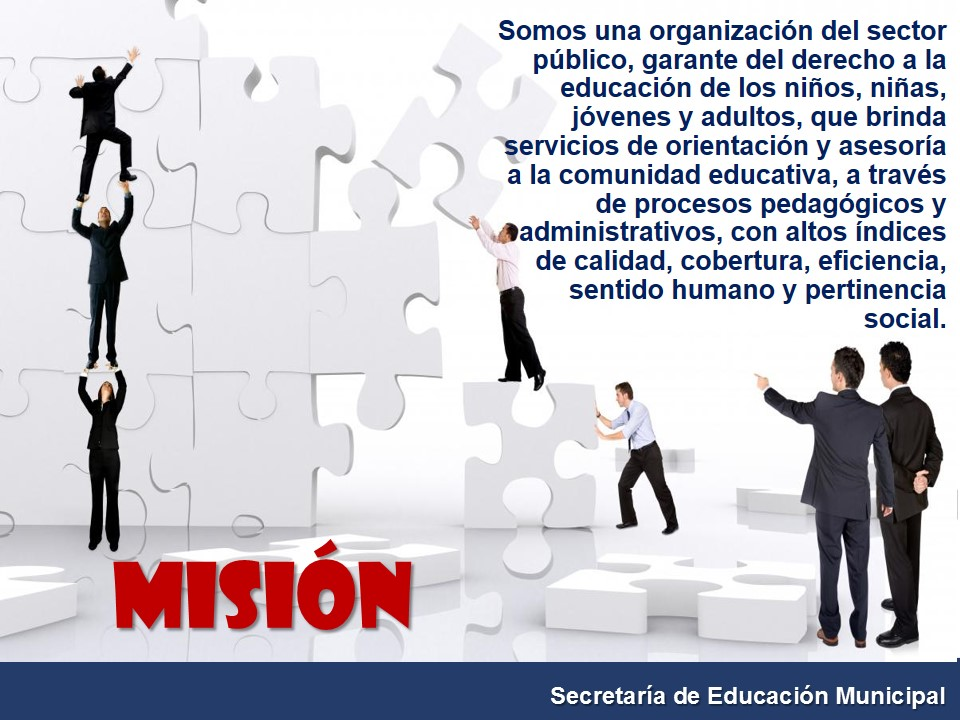 Somos una organización del sector
público, garante del derecho a la
educación de los niños, niñas,
jóvenes y adultos, que brinda
servicios de orientación y asesoría
a la comunidad educativa, a través
de procesos pedagógicos y
administrativos, con altos índices
de calidad, cobertura, eficiencia,
sentido humano y pertinencia
social.
MISIÓN
Secretaría de Educación Municipal